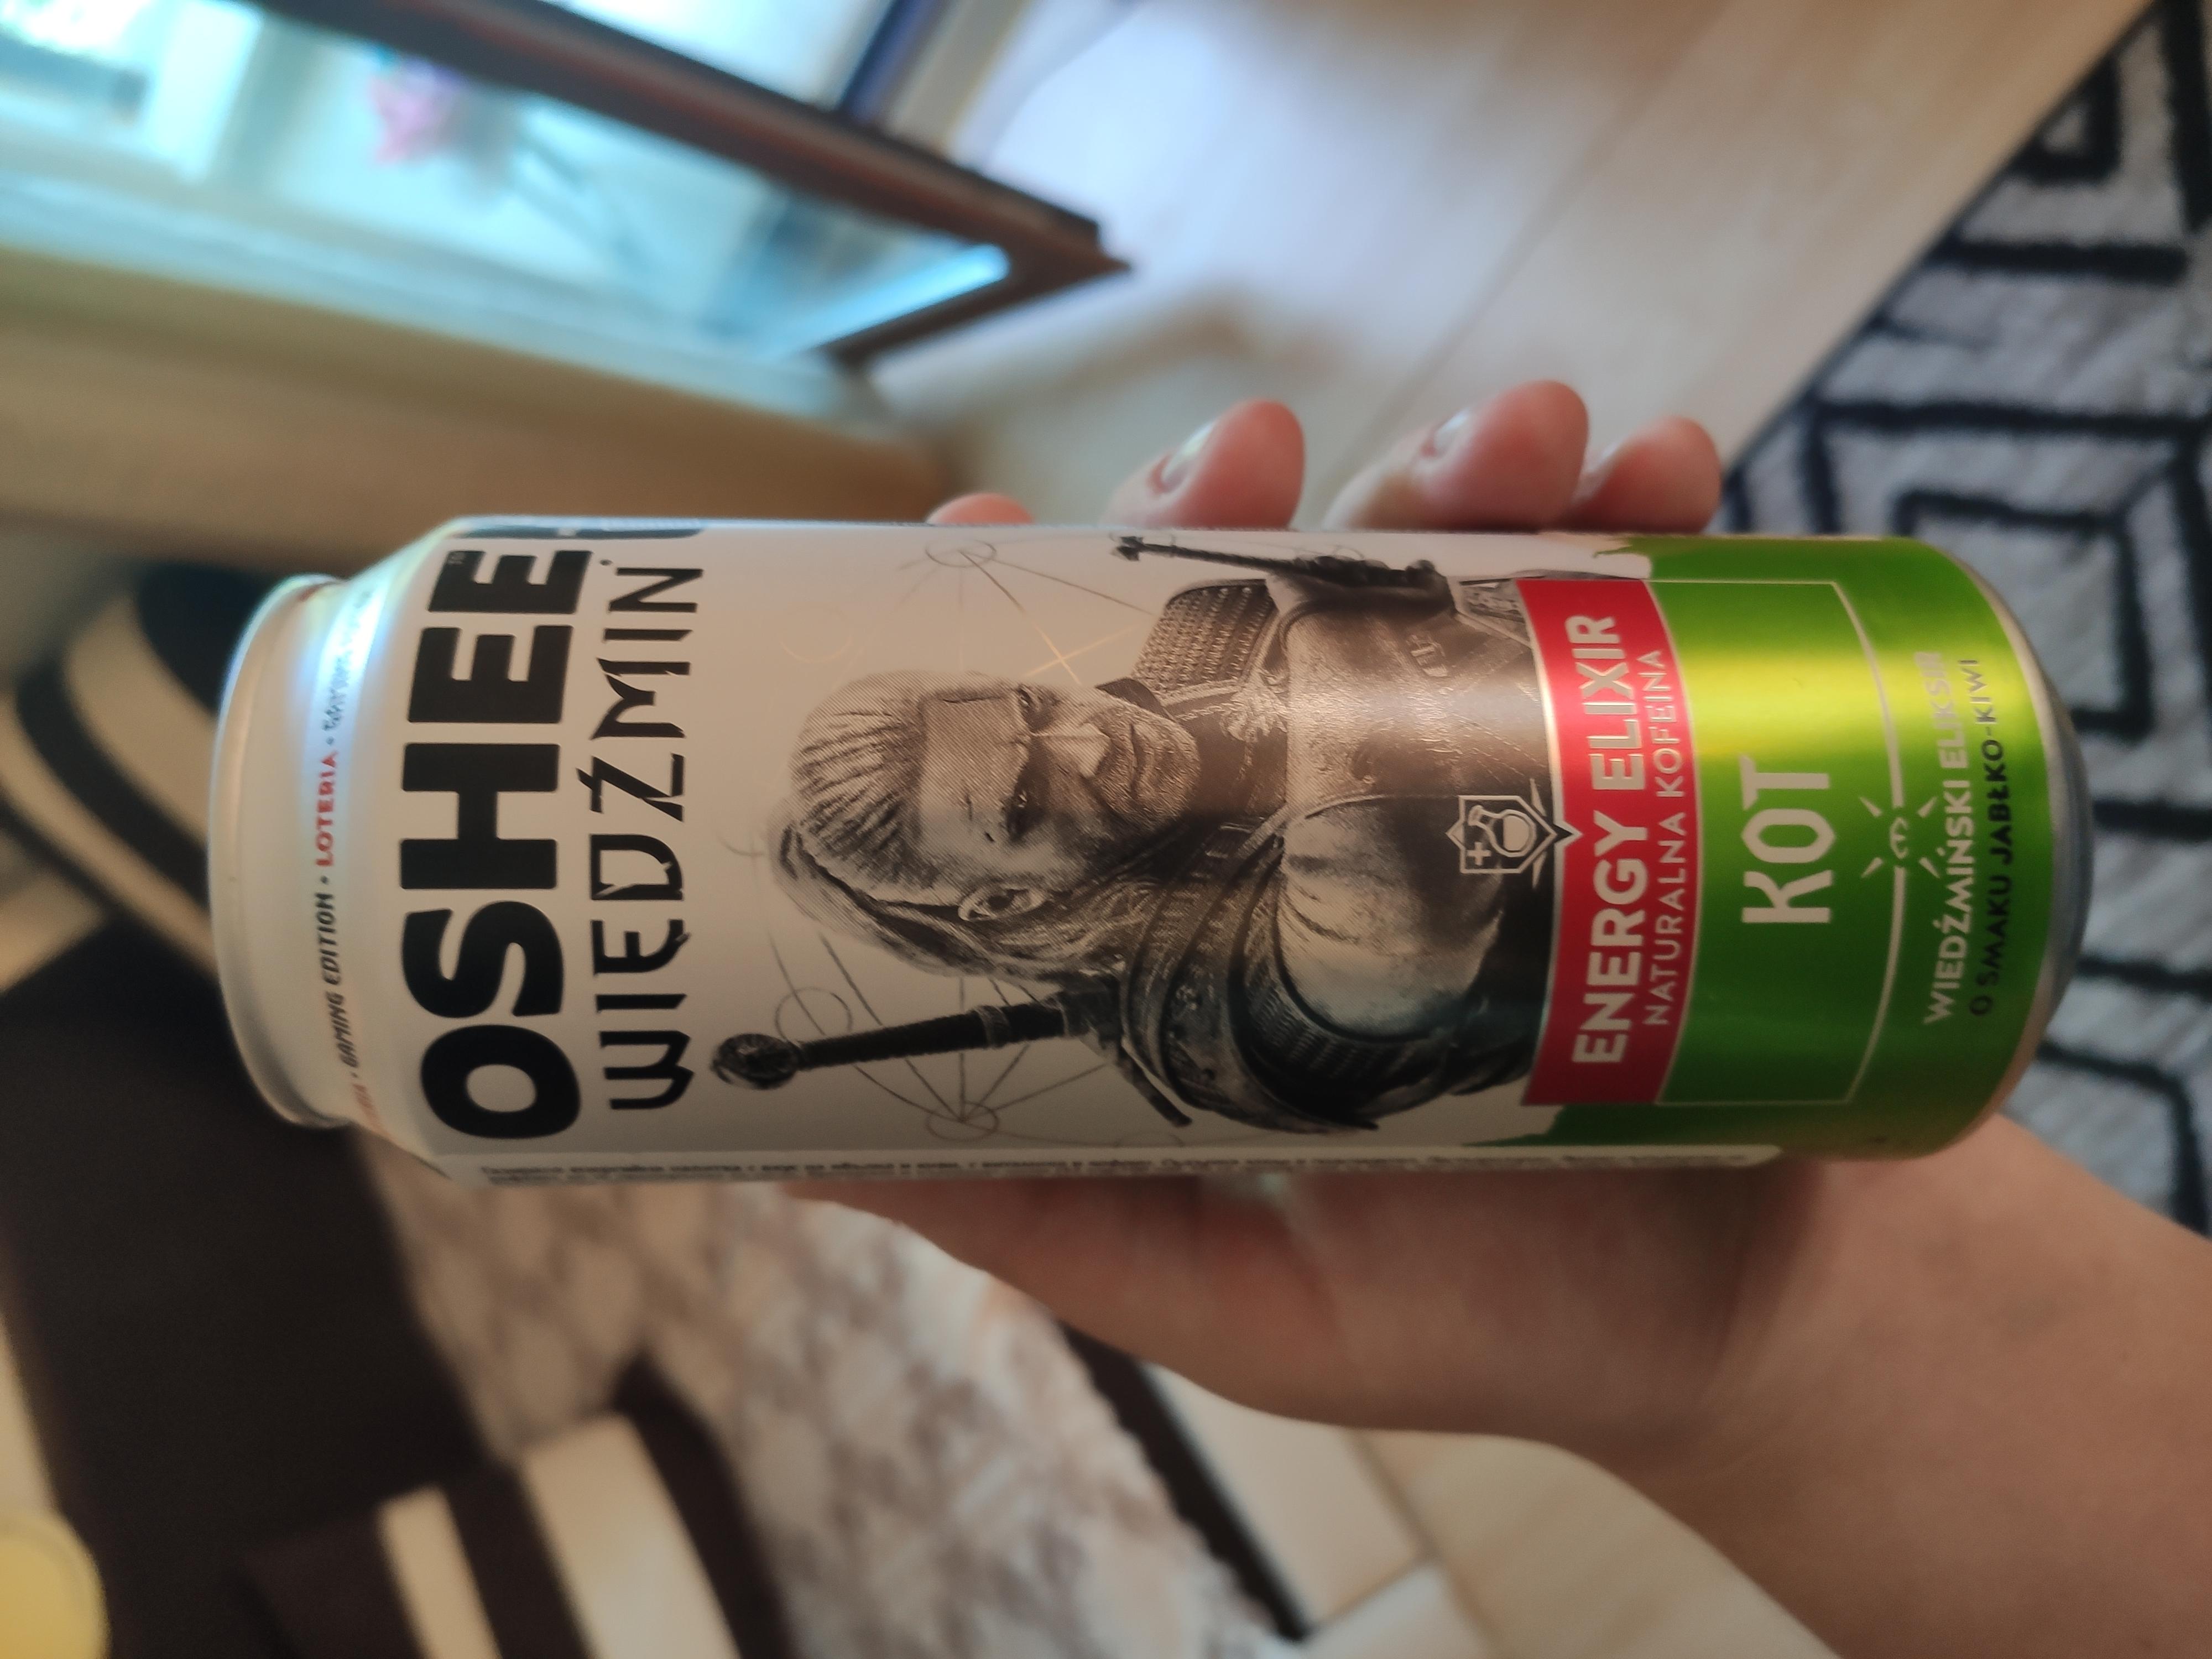 GAMING EDITION • LOTERIA •
OSHEE
WIEDŹMIN
ENERGY ELIXIR
NATURALNA KOFEINA
KOT
WIEDŹMIŃSKI ELIKSIR
O SMAKU JABŁKO-KIWI